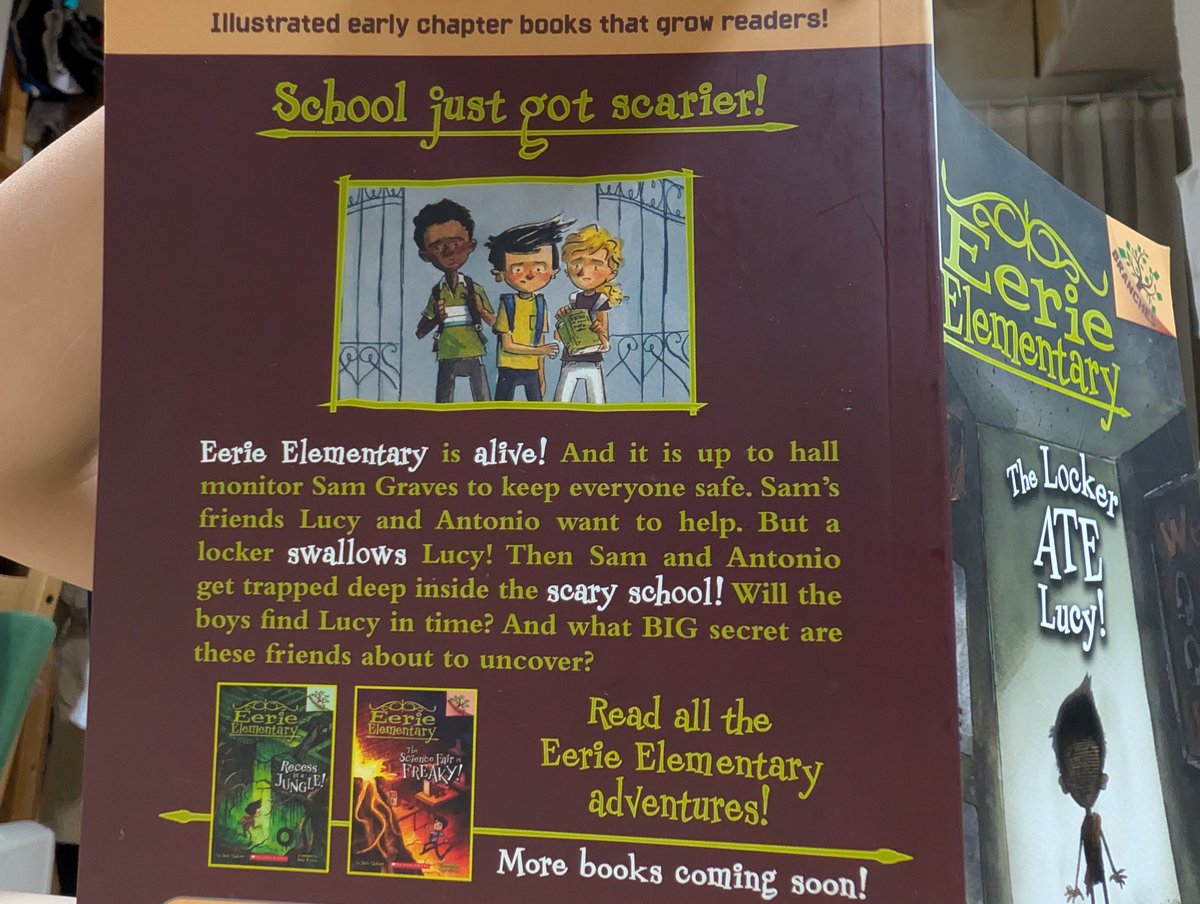 Illustrated early chapter books that grow readers!
School just got scarier!
Eerie Elementary is alive! And it is up to hall
monitor Sam Graves to keep everyone safe. Sam's
friends Lucy and Antonio want to help. But a
locker swallows Lucy! Then Sam and Antonio
get trapped deep inside the scary school! Will the
boys find Lucy in time? And what BIG secret are
these friends about to uncover?
Eerie
Elementary
Recess
is a
JUNGLE!
Eerie
Elementary
The
Science Fair is
FREAKY!
Read all the
Eerie Elementary
adventures!
More books coming soon!
Eerie
Elementary
BRANCHES
The Locker
ATE
Lucy!